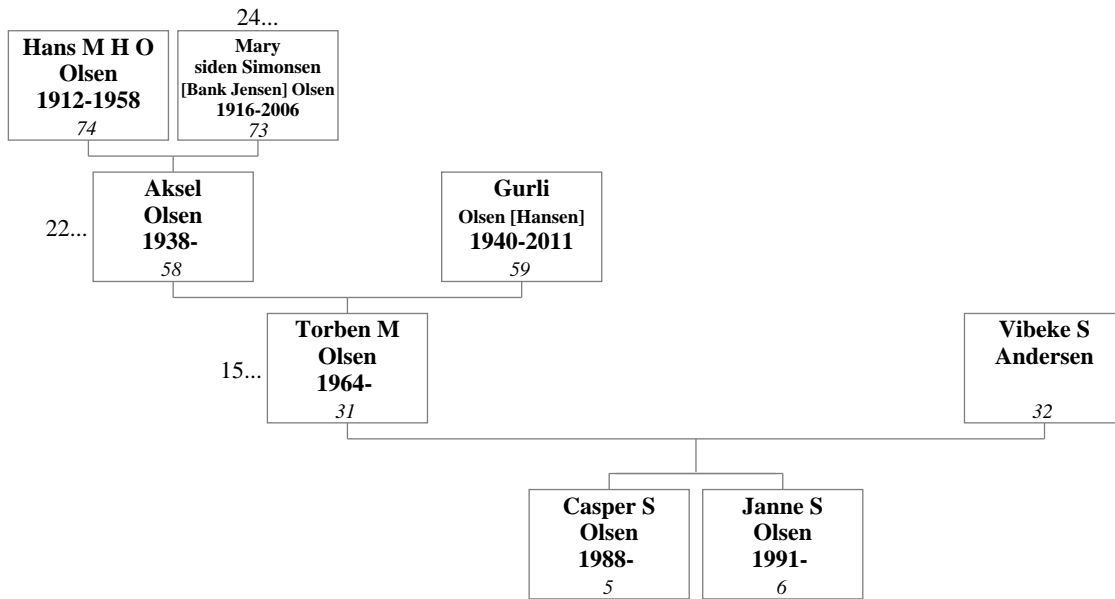 24...
Hans M H O
Olsen
1912-1958
74
Mary
siden Simonsen
[Bank Jensen] Olsen
1916-2006
73
22...
Aksel
Olsen
1938-
58
Gurli
Olsen [Hansen]
1940-2011
59
15...
Torben M
Olsen
1964-
31
Vibeke S
Andersen
32
Casper S
Olsen
1988-
5
Janne S
Olsen
1991-
6